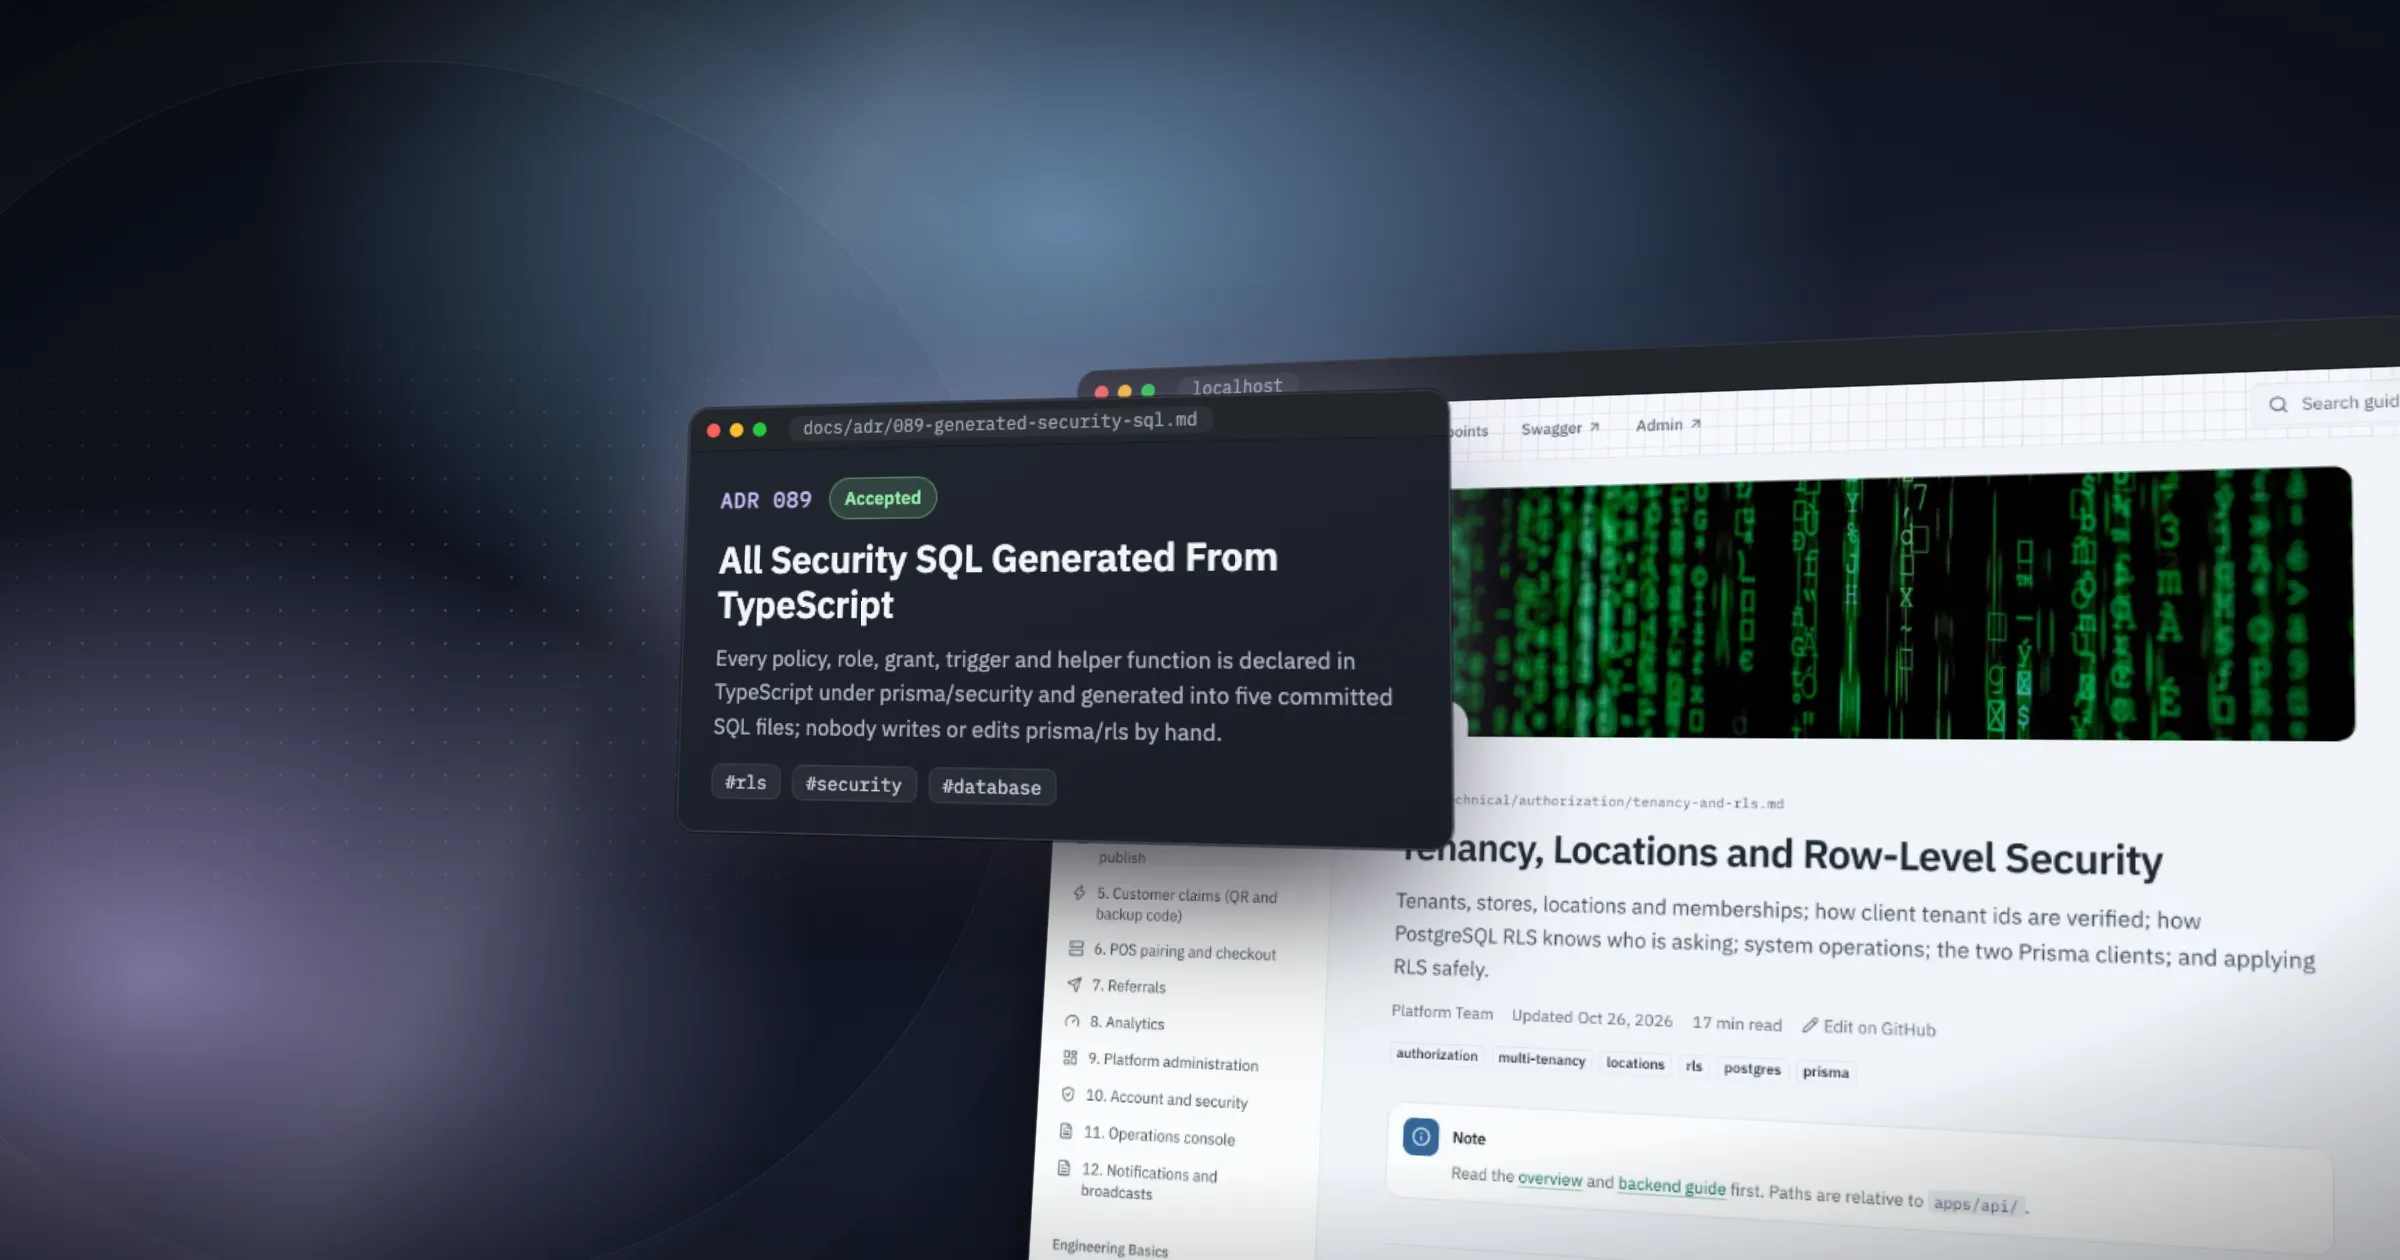 localhost
docs/adr/089-generated-security-sql.md
ADR 089 Accepted
All Security SQL Generated From
TypeScript
Every policy, role, grant, trigger and helper function is declared in
TypeScript under prisma/security and generated into five committed
SQL files; nobody writes or edits prisma/rls by hand.
#rls #security #database
Swagger ↗ Admin ↗
Search
publish
5. Customer claims (QR and
backup code)
6. POS pairing and checkout
7. Referrals
8. Analytics
9. Platform administration
10. Account and security
11. Operations console
12. Notifications and
broadcasts
Engineering Basics
/authorization/tenancy-and-rls.md
Tenancy, Locations and Row-Level Security
Tenants, stores, locations and memberships; how client tenant ids are verified; how
PostgreSQL RLS knows who is asking; system operations; the two Prisma clients; and applying
RLS safely.
Platform Team Updated Oct 26, 2026 17 min read Edit on GitHub
authorization multi-tenancy locations rls postgres prisma
Note
Read the overview and backend guide first. Paths are relative to apps/api/ .